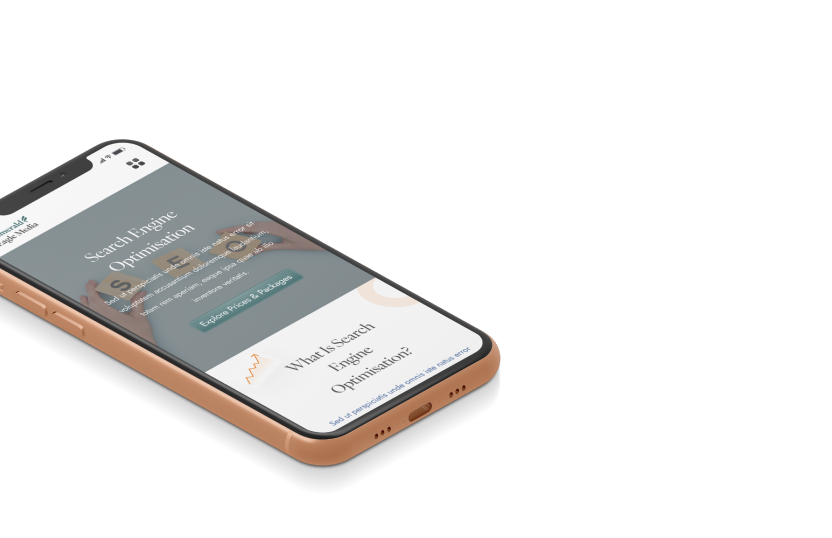 Eagle Media
Search Engine
Optimisation
S E O
Sed ut perspiciatis unde omnis iste natus error sit
voluptatem accusantium doloremque laudantium,
totam rem aperiam, eaque ipsa quae ab illo
inventore veritatis.
Explore Prices & Packages
What Is Search
Engine
Optimisation?
Sed ut perspiciatis unde omnis iste natus error